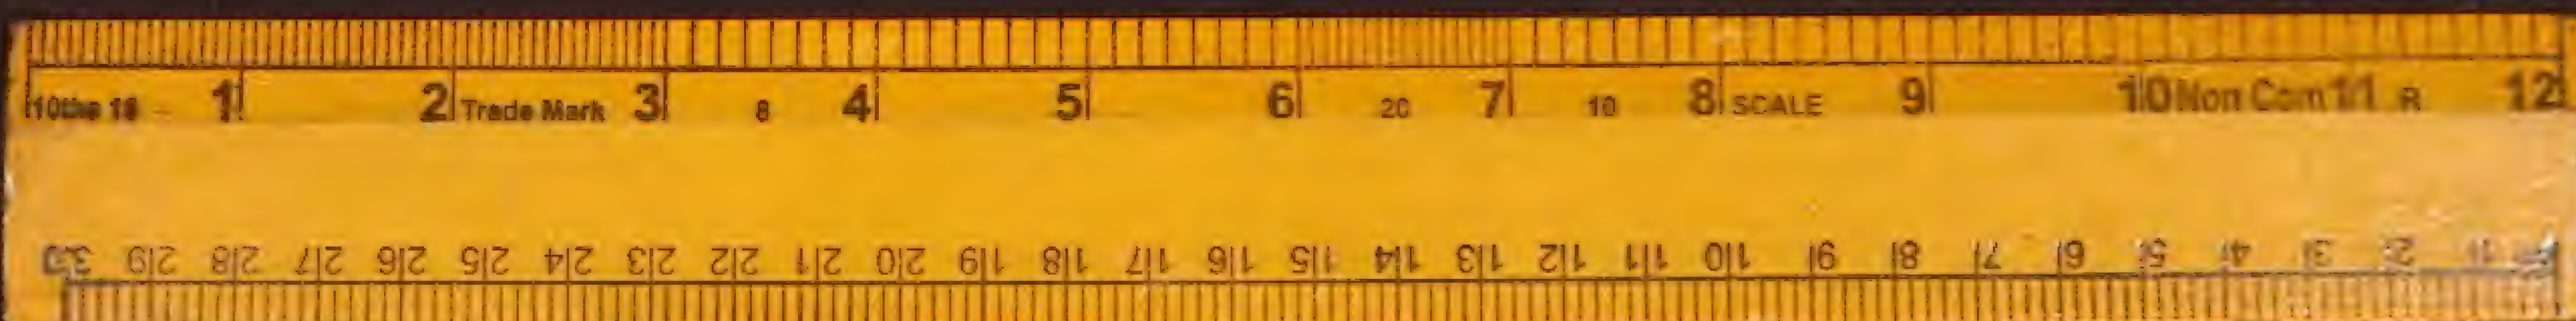 10ths 16 1 2 Trade Mark 3 8 4 5 6 20 7 10 8 SCALE 9 10 Non Com 11 R 12
1 2 3 4 5 6 7 8 9 10 11 12 13 14 15 16 17 18 19 20 21 22 23 24 25 26 27 28 29 30